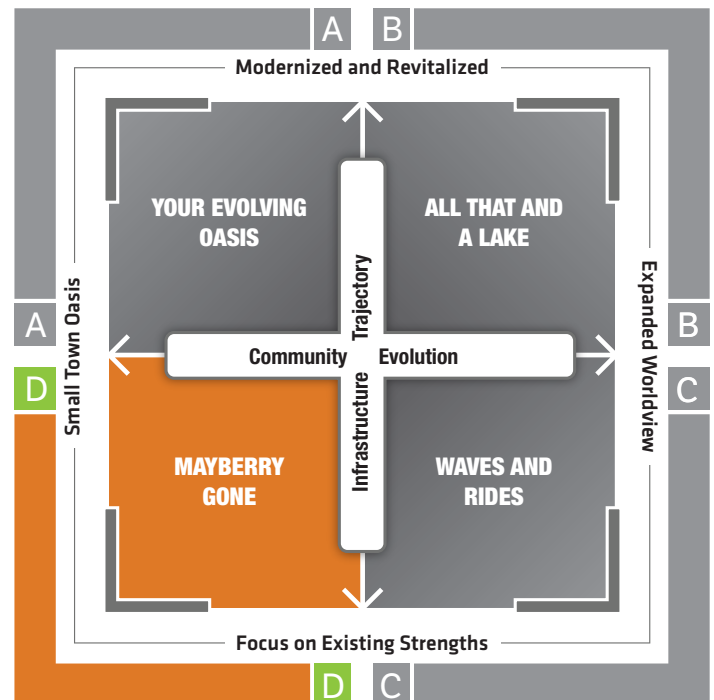 A B
Modernized and Revitalized
YOUR EVOLVING
OASIS
ALL THAT AND
A LAKE
Small Town Oasis
Expanded Worldview
Infrastructure Trajectory
Community Evolution
A
B
D
C
MAYBERRY
GONE
WAVES AND
RIDES
Focus on Existing Strengths
D C